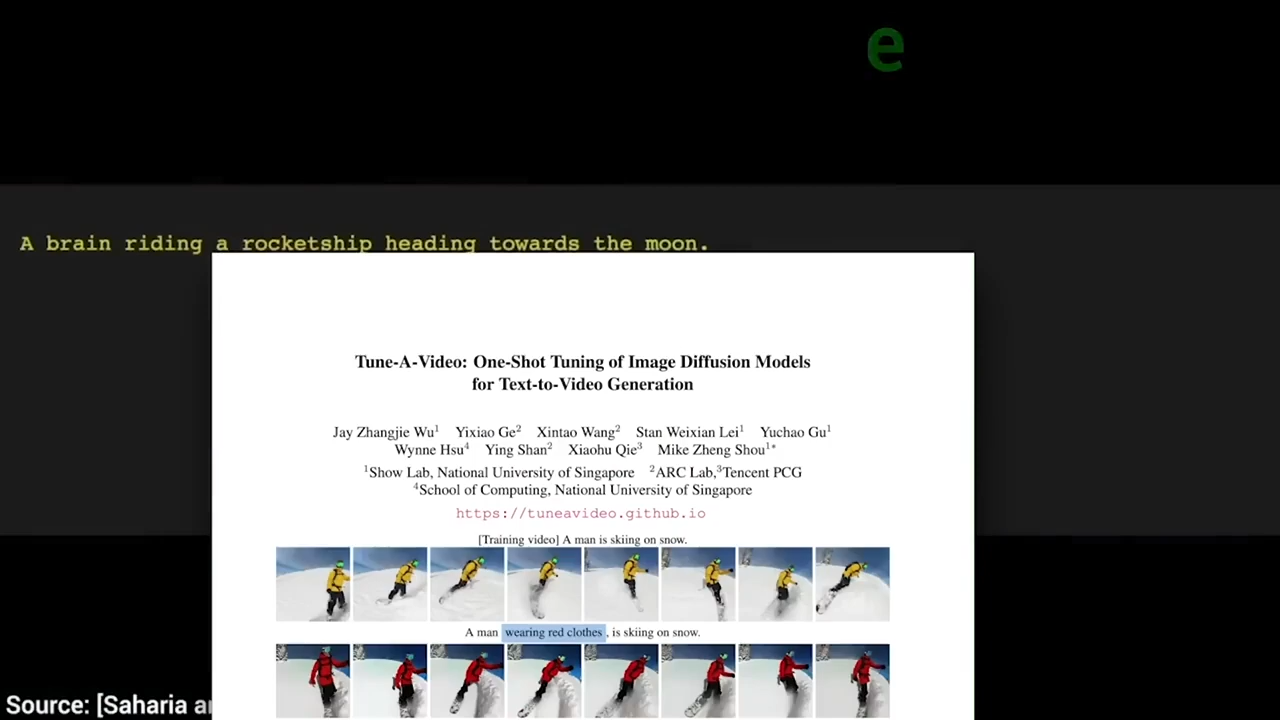 e
A brain riding a rocketship heading towards the moon.
Tune-A-Video: One-Shot Tuning of Image Diffusion Models
for Text-to-Video Generation
Jay Zhangjie Wu¹ Yixiao Ge² Xintao Wang² Stan Weixian Lei¹ Yuchao Gu¹
Wynne Hsu⁴ Ying Shan² Xiaohu Qie³ Mike Zheng Shou¹*
¹Show Lab, National University of Singapore ²ARC Lab,³Tencent PCG
⁴School of Computing, National University of Singapore
https://tuneavideo.github.io
[Training video] A man is skiing on snow.
A man wearing red clothes , is skiing on snow.
Source: [Saharia